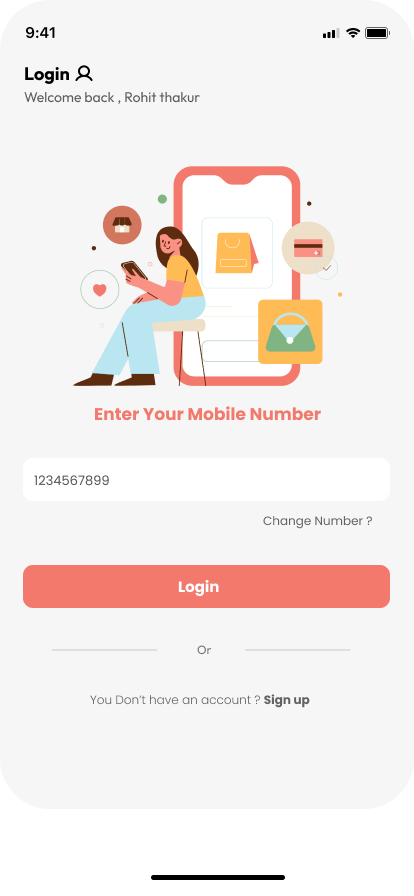 9:41
Login
Welcome back , Rohit thakur
Enter Your Mobile Number
1234567899
Change Number ?
Login
Or
You Don't have an account ? Sign up